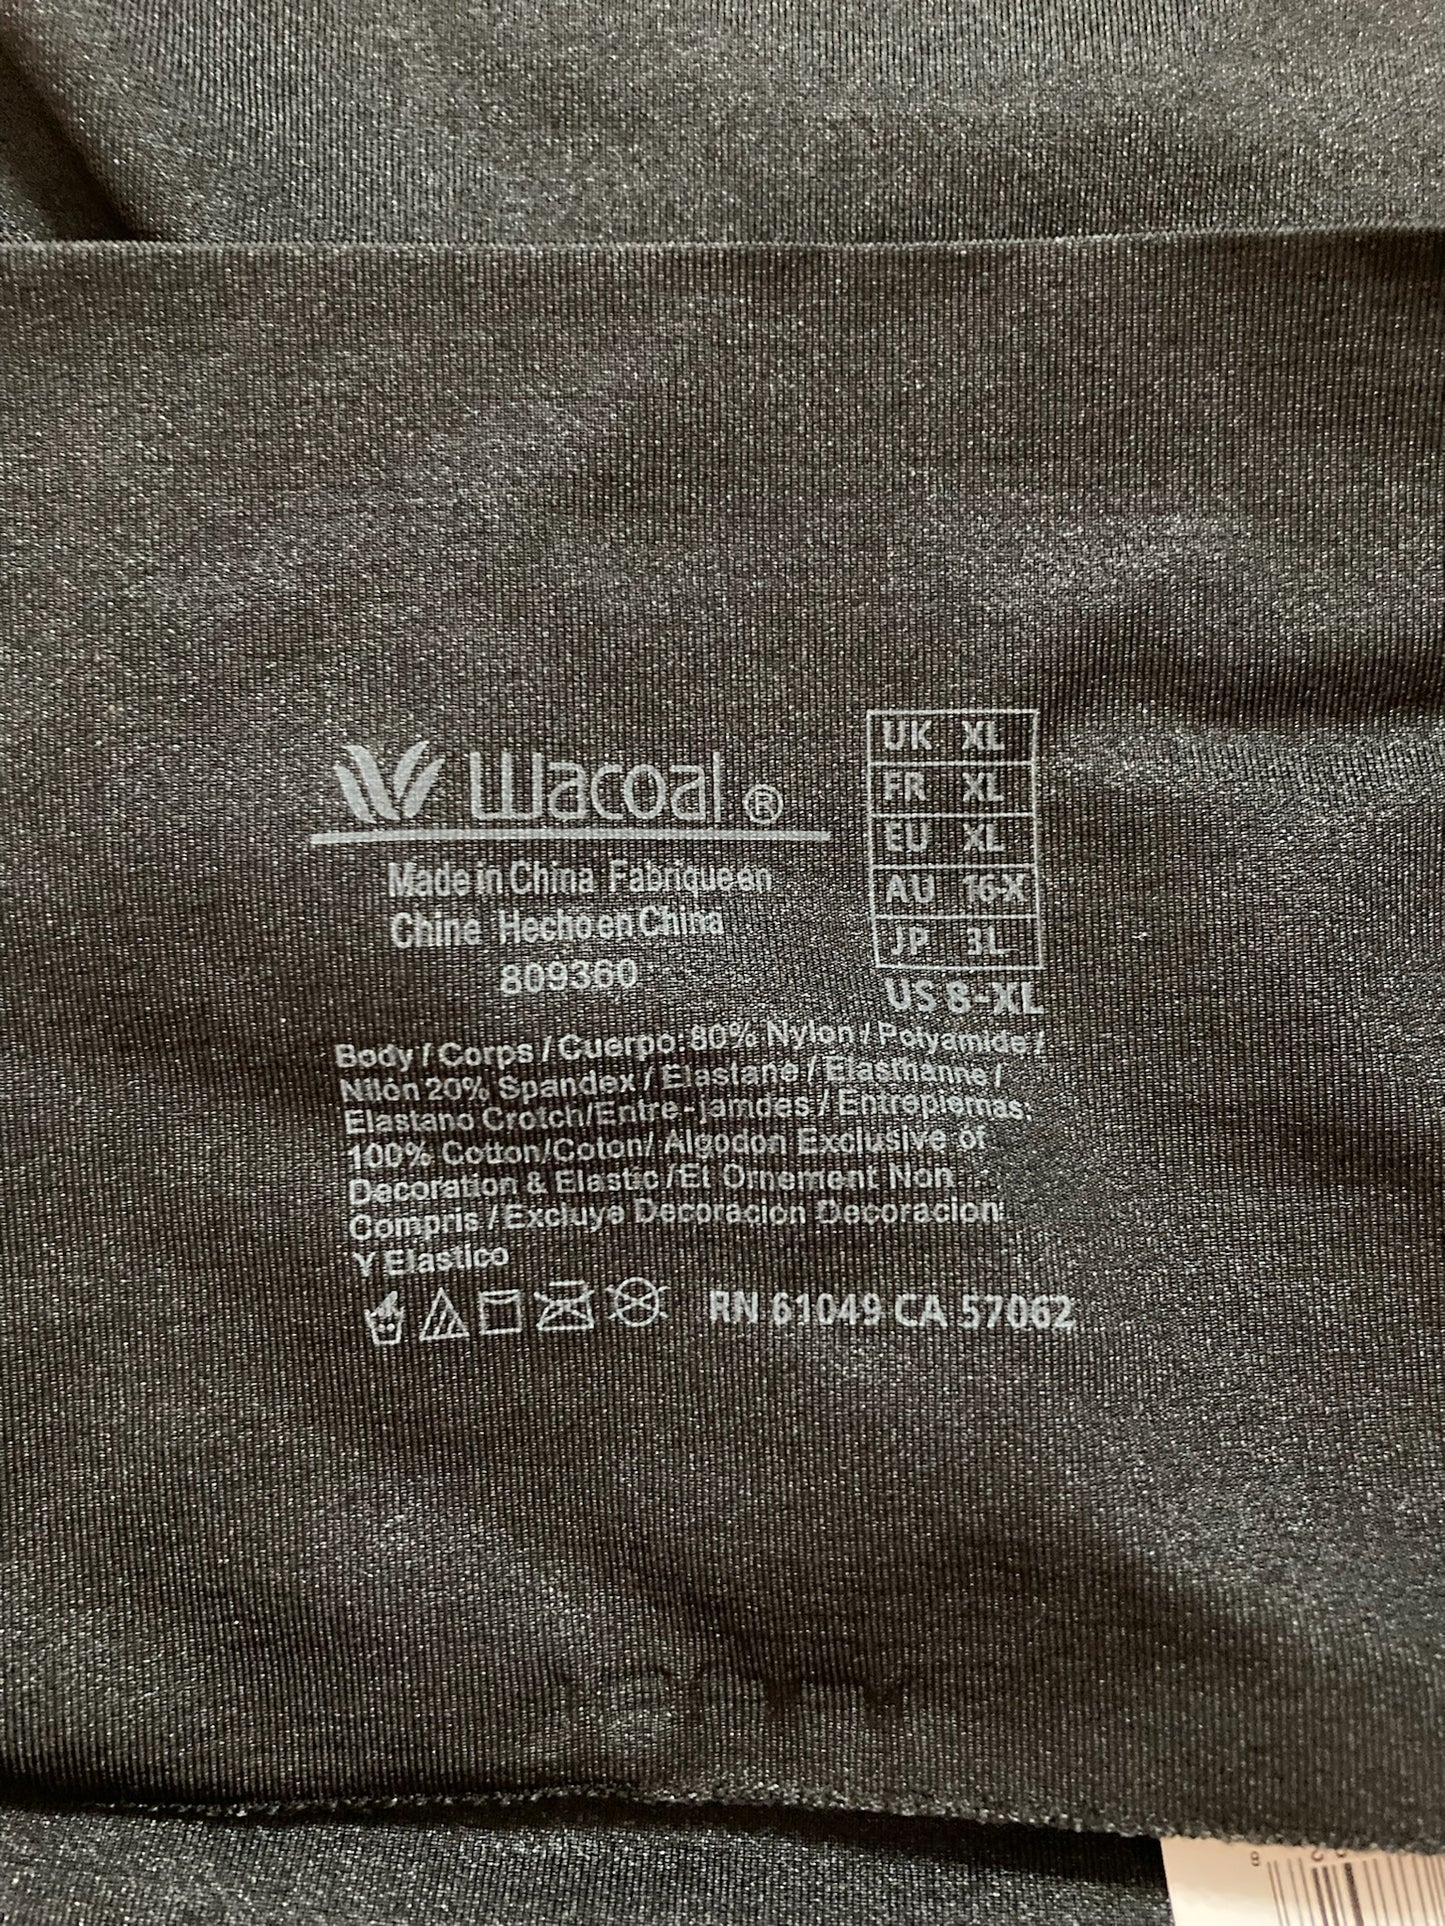 Wacoal ®
Made in China Fabrique en
Chine Hecho en China
809360
UK XL
FR XL
EU XL
AU 16-X
JP 3L
US 8-XL
Body / Corps / Cuerpo: 80% Nylon / Polyamide /
Nilón 20% Spandex / Elastane / Elasthanne /
Elastano Crotch/Entre-jamdes / Entrepiernas:
100% Cotton/Coton/ Algodon Exclusive of
Decoration & Elastic/Et Ornement Non
Compris / Excluye Decoracion Decoracion
Y Elastico
RN 61049 CA 57062